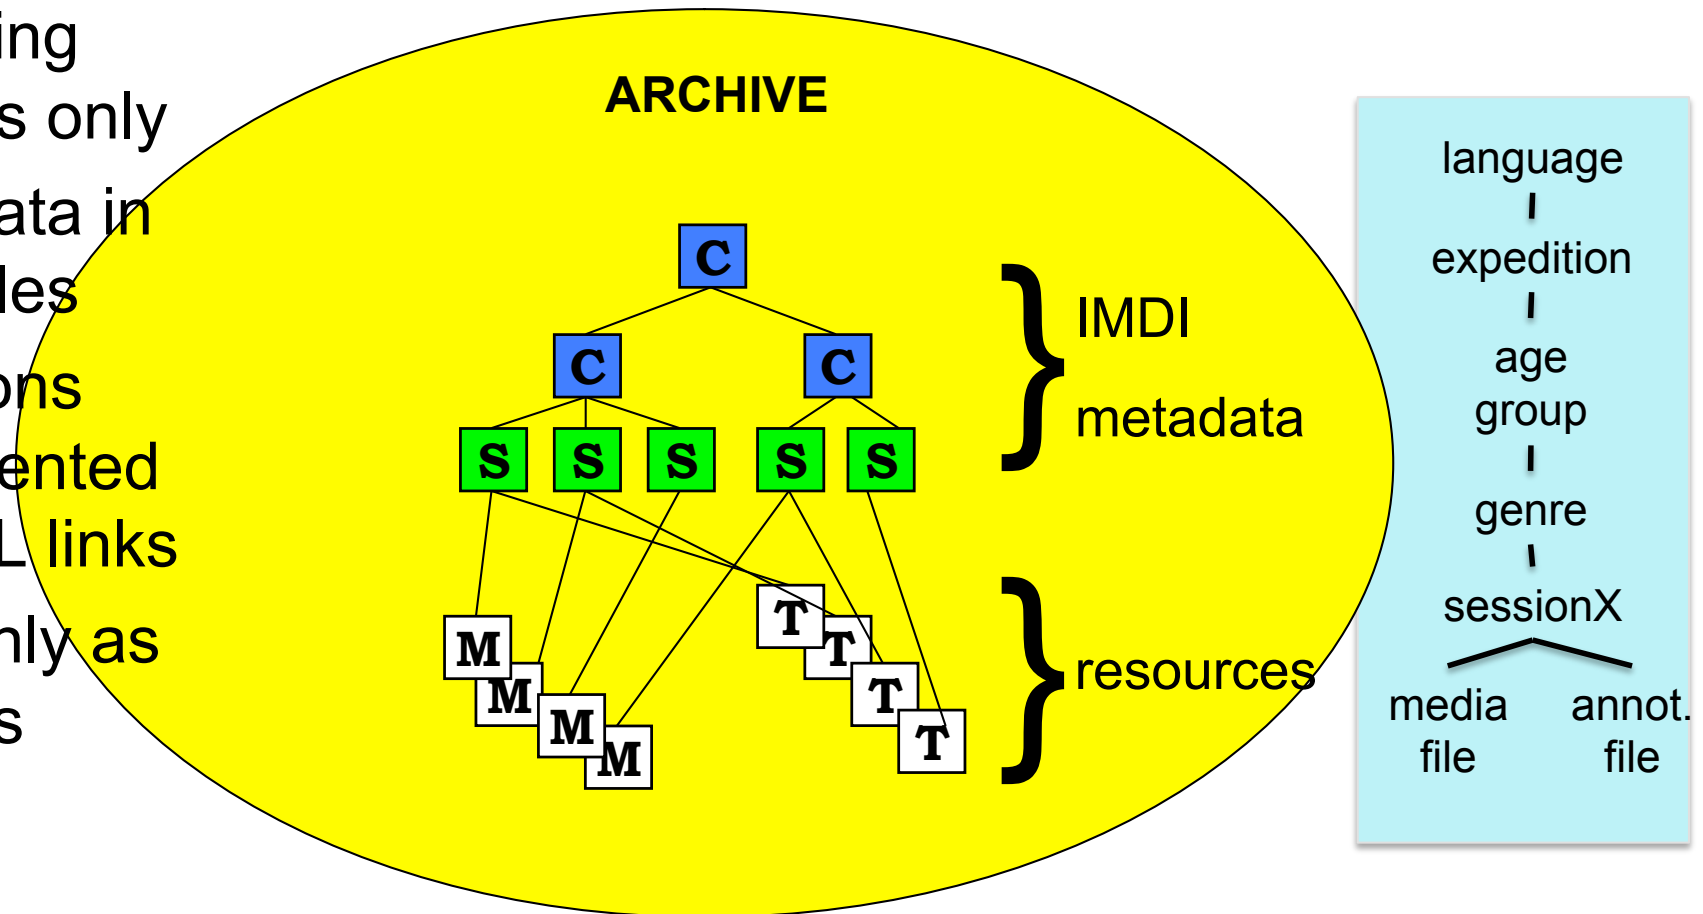 ing
s only
ata in
les
ons
ented
L links
nly as
s
ARCHIVE
C
C C
S S S S S
M
M
M
M
T
T
T
T
IMDI
metadata
resources
language
expedition
age
group
genre
sessionX
media annot.
file file